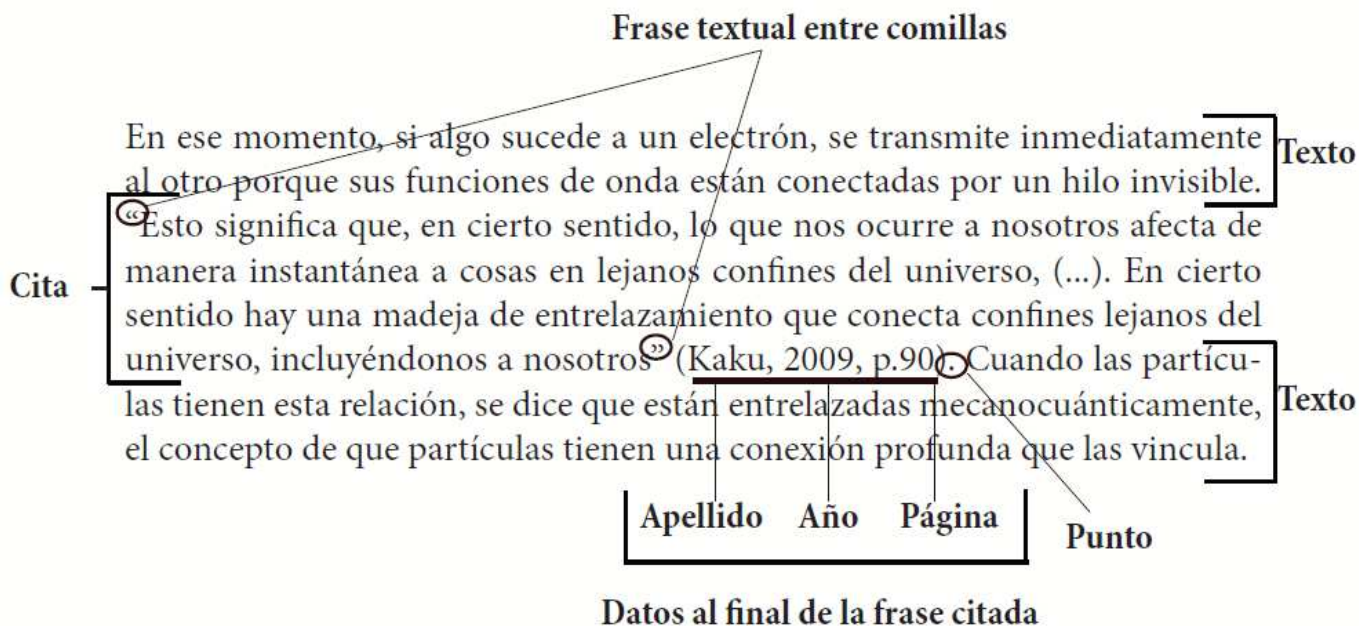 Frase textual entre comillas
En ese momento, si algo sucede a un electrón, se transmite inmediatamente
al otro porque sus funciones de onda están conectadas por un hilo invisible.
Texto
“Esto significa que, en cierto sentido, lo que nos ocurre a nosotros afecta de
manera instantánea a cosas en lejanos confines del universo, (...). En cierto
Cita
sentido hay una madeja de entrelazamiento que conecta confines lejanos del
universo, incluyéndonos a nosotros” (Kaku, 2009, p.90). Cuando las partícu-
las tienen esta relación, se dice que están entrelazadas mecanocuánticamente,
Texto
el concepto de que partículas tienen una conexión profunda que las vincula.
Apellido Año Página
Punto
Datos al final de la frase citada